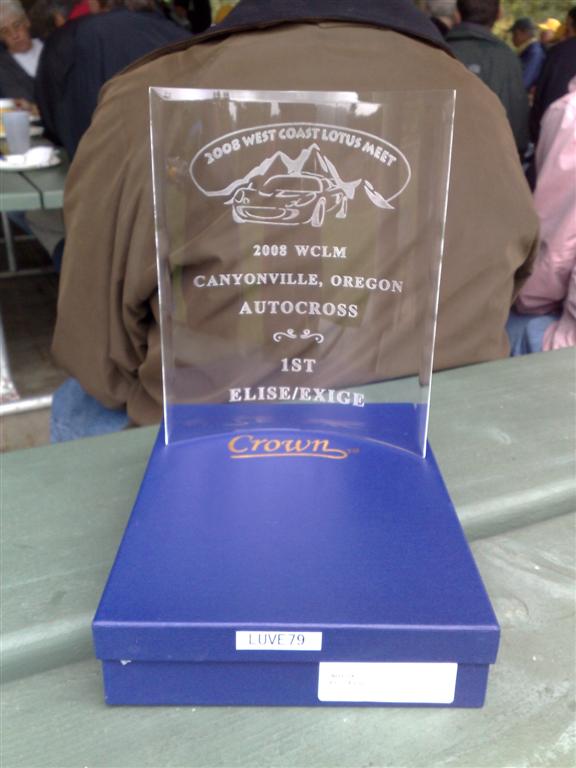 2008 WEST COAST LOTUS MEET
2008 WCLM
CANYONVILLE, OREGON
AUTOCROSS
1ST
ELISE/EXIGE
Crown
LUVE79